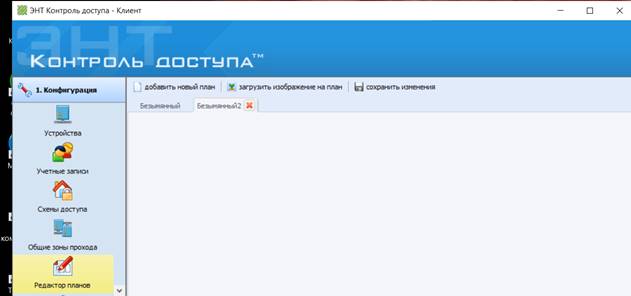 ЭНТ Контроль доступа - Клиент
ЭНТ
Контроль доступа™
1. Конфигурация
добавить новый план
загрузить изображение на план
сохранить изменения
Безымянный
Безымянный2
Устройства
Учетные записи
Схемы доступа
Общие зоны прохода
Редактор планов